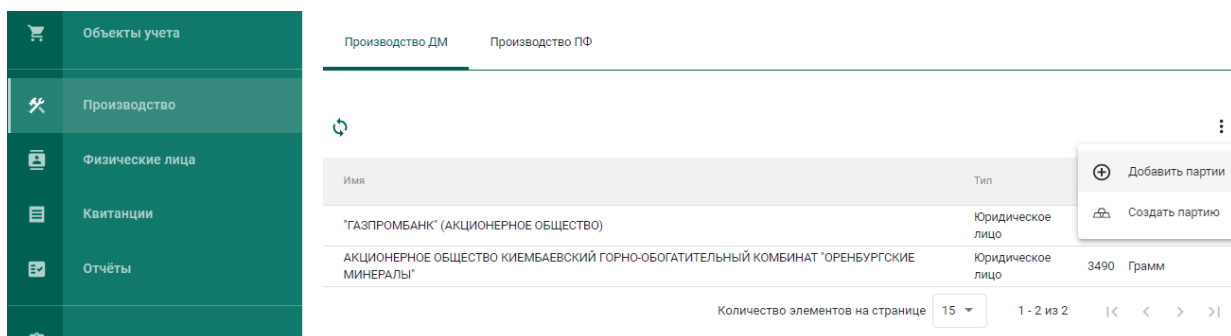 Объекты учета
Производство
Физические лица
Квитанции
Отчёты
Производство ДМ Производство ПФ
Имя Тип
Добавить партии
Создать партию
"ГАЗПРОМБАНК" (АКЦИОНЕРНОЕ ОБЩЕСТВО) Юридическое
лицо
АКЦИОНЕРНОЕ ОБЩЕСТВО КИЕМБАЕВСКИЙ ГОРНО-ОБОГАТИТЕЛЬНЫЙ КОМБИНАТ "ОРЕНБУРГСКИЕ
МИНЕРАЛЫ" Юридическое
лицо 3490 Грамм
Количество элементов на странице 15 1 - 2 из 2